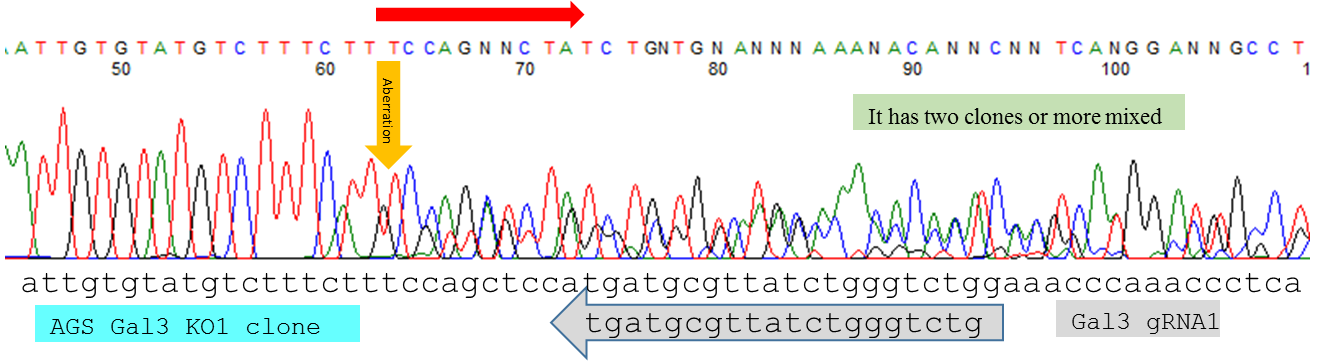 A T T G T G T A T G T C T T T C T T T T C C A G N N C T A T C T G N T G N A N N N A A A N A C A N N C N N T C A N G G A N N G C C T
50 60 70 80 90 100 1
Aberration
It has two clones or more mixed
attgtgtatgtctttctttccagctccatgatgcgttatctgggtctggaaacccaaaccctca
AGS Gal3 KO1 clone
tgatgcgttatctgggtctg
Gal3 gRNA1